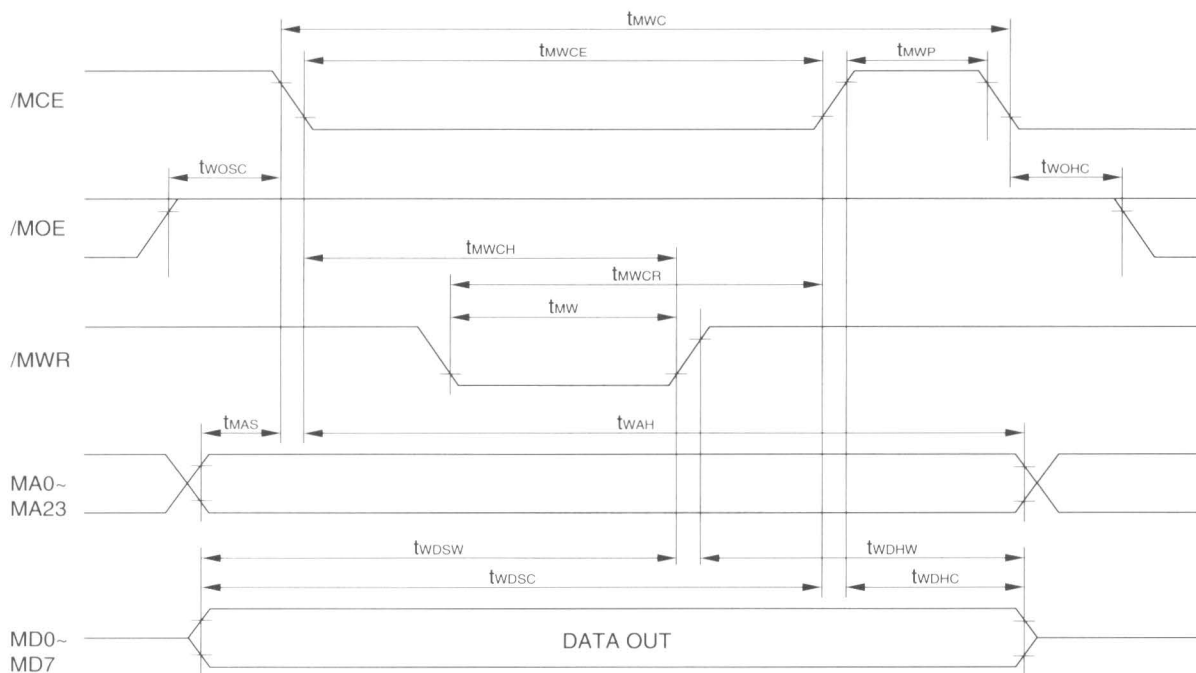 tMWC
tMWCE
tMWP
/MCE
tWOSC
tWOHC
/MOE
tMWCH
tMWCR
tMW
/MWR
tMAS
tWAH
MA0~
MA23
tWDSW
tWDHW
tWDSC
tWDHC
MD0~
MD7
DATA OUT